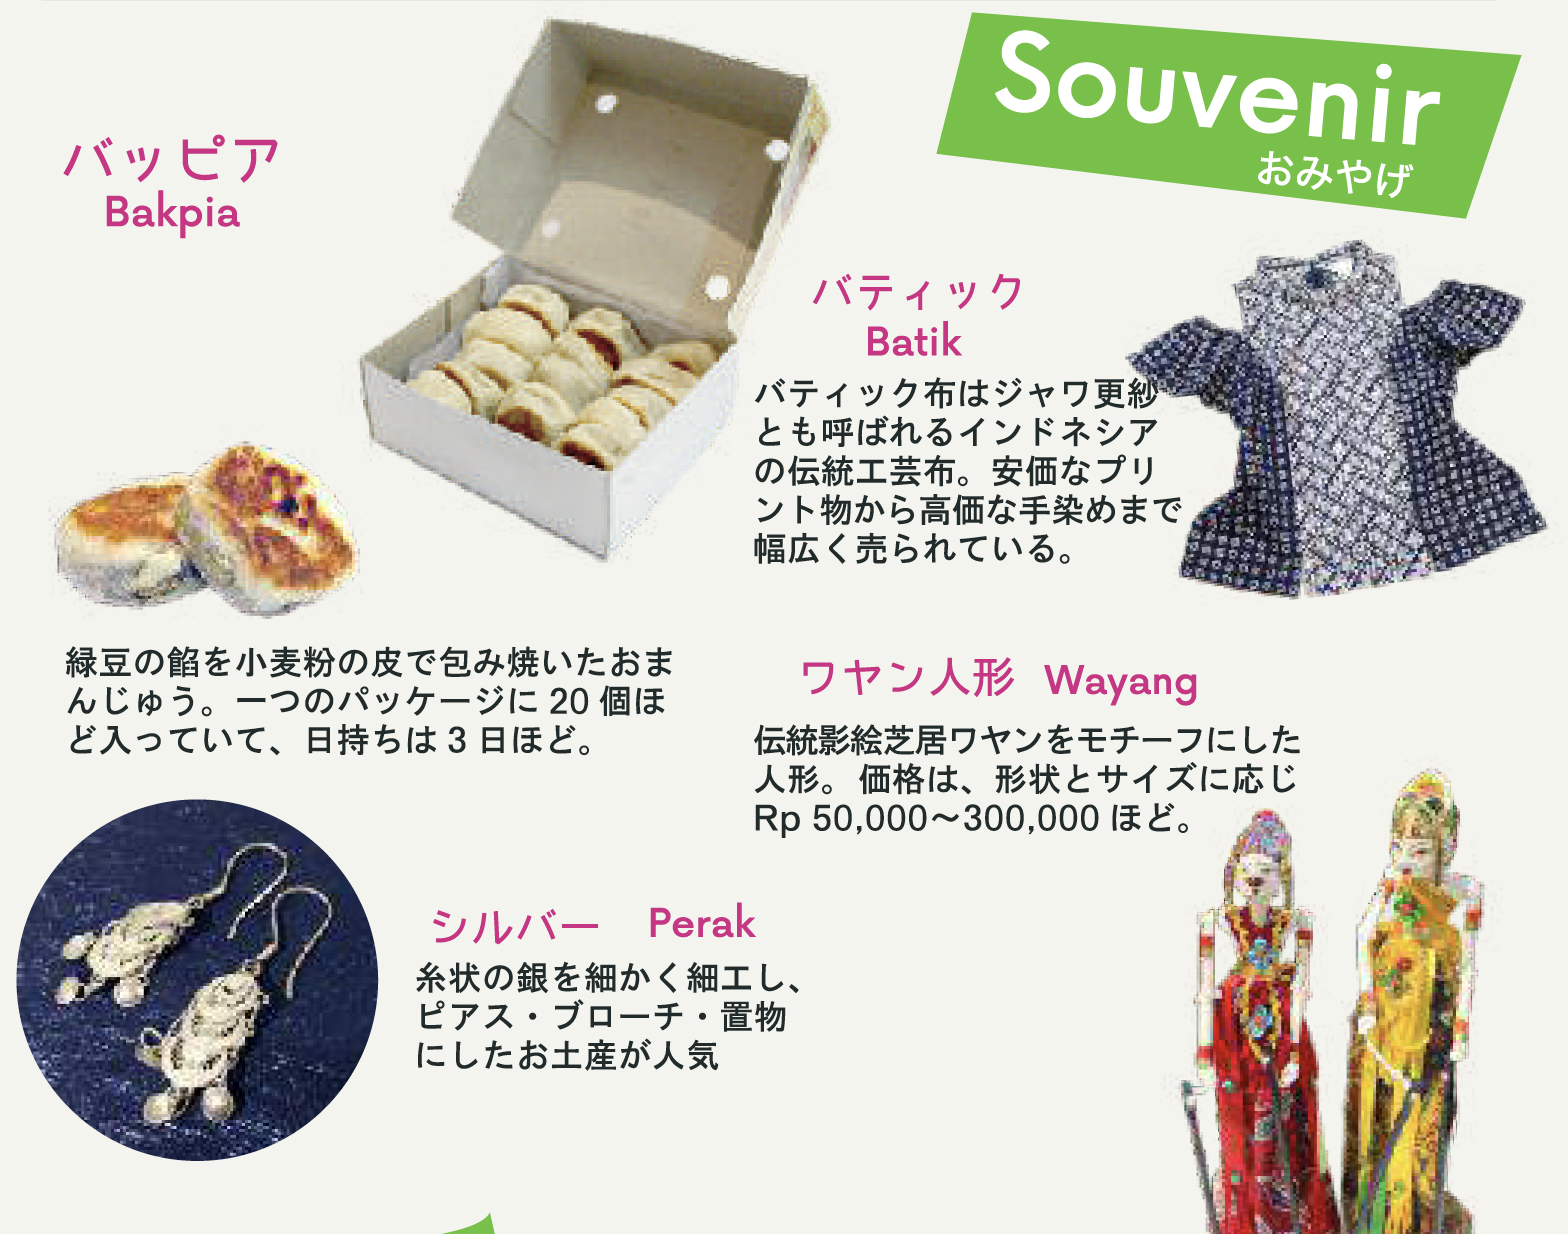 Souvenir
おみやげ
バッピア
Bakpia
緑豆の餡を小麦粉の皮で包み焼いたおま
んじゅう。一つのパッケージに 20 個ほ
ど入っていて、日持ちは 3 日ほど。
バティック
Batik
バティック布はジャワ更紗
とも呼ばれるインドネシア
の伝統工芸布。安価なプリ
ント物から高価な手染めまで
幅広く売られている。
ワヤン人形 Wayang
伝統影絵芝居ワヤンをモチーフにした
人形。価格は、形状とサイズに応じ
Rp 50,000〜300,000 ほど。
シルバー Perak
糸状の銀を細かく細工し、
ピアス・ブローチ・置物
にしたお土産が人気